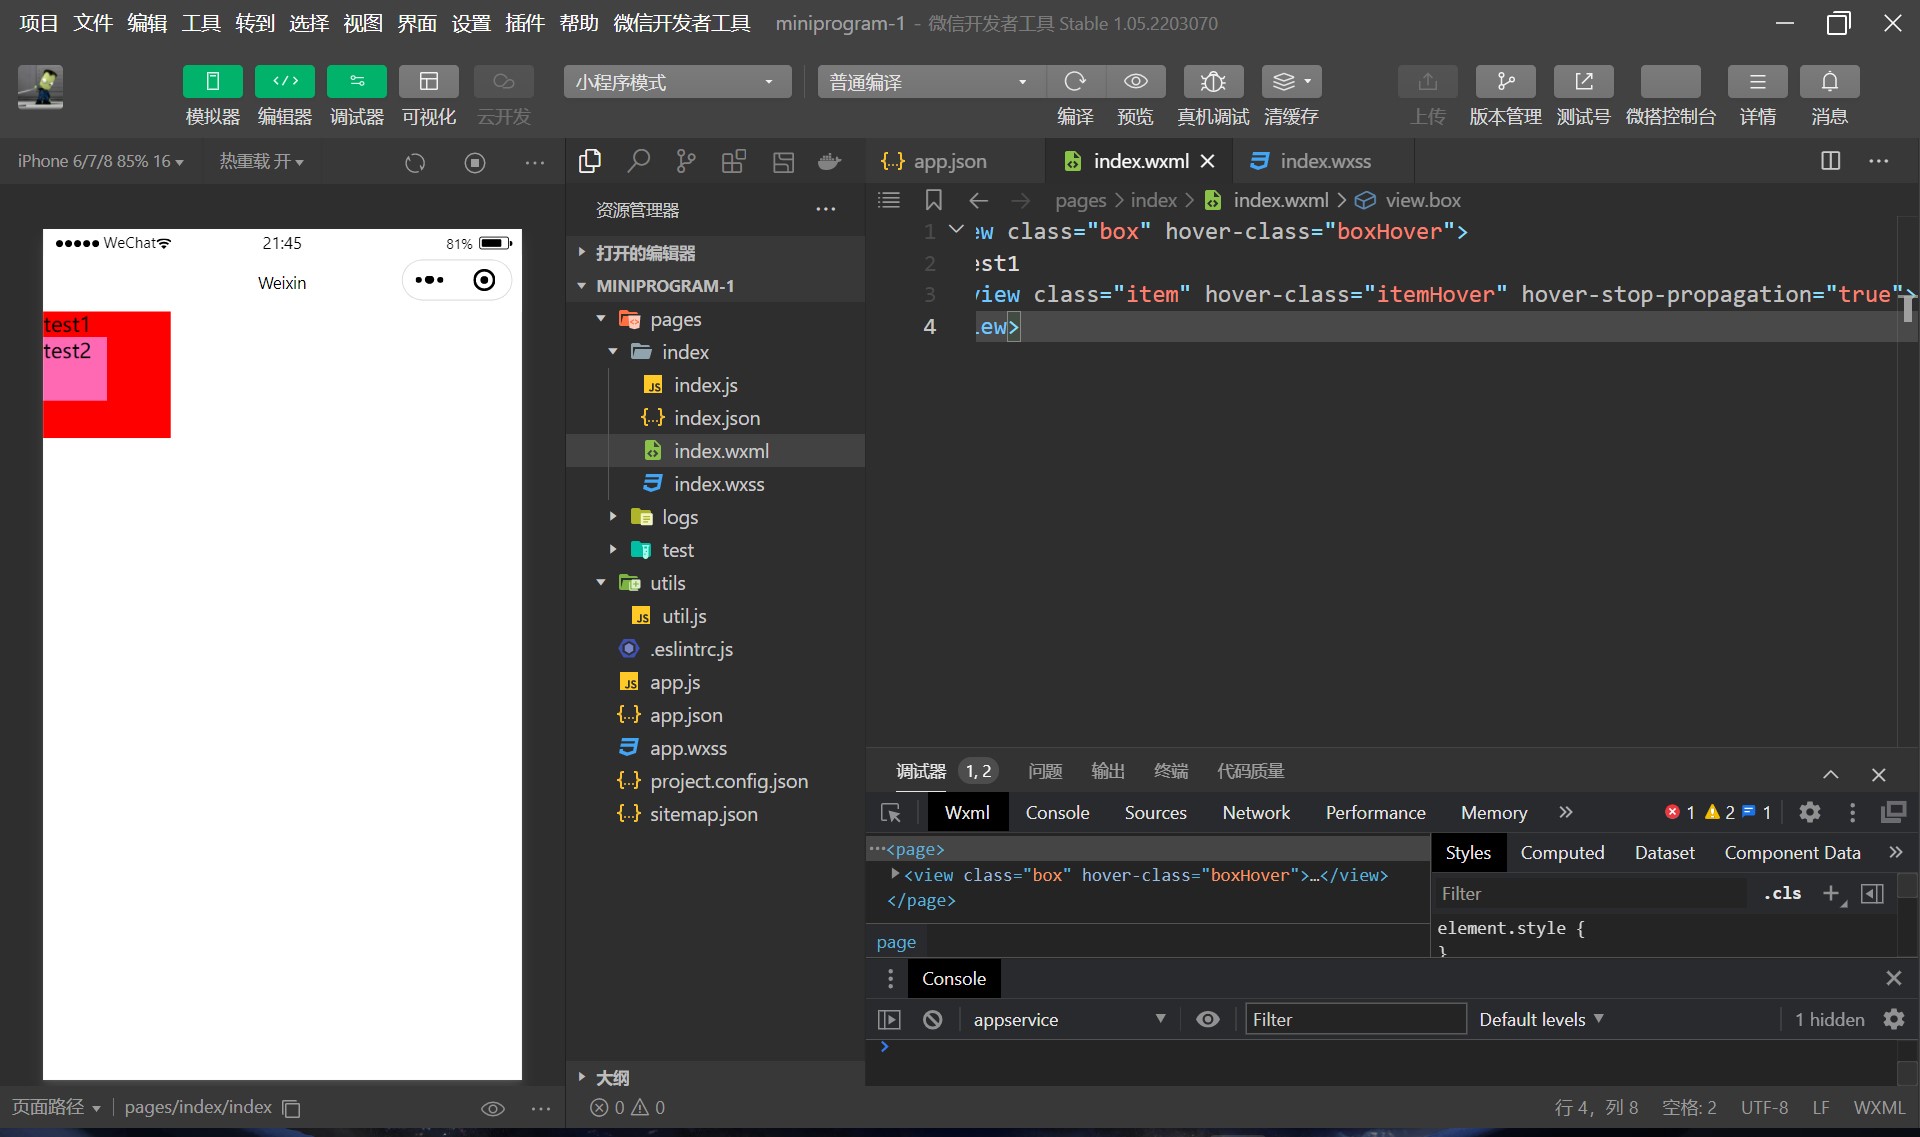 项目 文件 编辑 工具 转到 选择 视图 界面 设置 插件 帮助 微信开发者工具 miniprogram-1 - 微信开发者工具 Stable 1.05.2203070
小程序模式 普通编译
模拟器 编辑器 调试器 可视化 云开发 编译 预览 真机调试 清缓存 上传 版本管理 测试号 微搭控制台 详情 消息
iPhone 6/7/8 85% 16 热重载 开
WeChat 21:45 81%
Weixin
test1
test2
页面路径 pages/index/index
资源管理器
打开的编辑器
MINIPROGRAM-1
pages
index
index.js
index.json
index.wxml
index.wxss
logs
test
utils
util.js
.eslintrc.js
app.js
app.json
app.wxss
project.config.json
sitemap.json
大纲
0 0
app.json index.wxml index.wxss
pages > index > index.wxml > view.box
1 ew class="box" hover-class="boxHover">
2 est1
3 view class="item" hover-class="itemHover" hover-stop-propagation="true">
4 iew>
调试器 1, 2 问题 输出 终端 代码质量
Wxml Console Sources Network Performance Memory 1 2 1
<page>
<view class="box" hover-class="boxHover">…</view>
</page>
page
Styles Computed Dataset Component Data
Filter .cls
element.style {
}
Console
appservice Filter Default levels 1 hidden
行 4，列 8 空格: 2 UTF-8 LF WXML